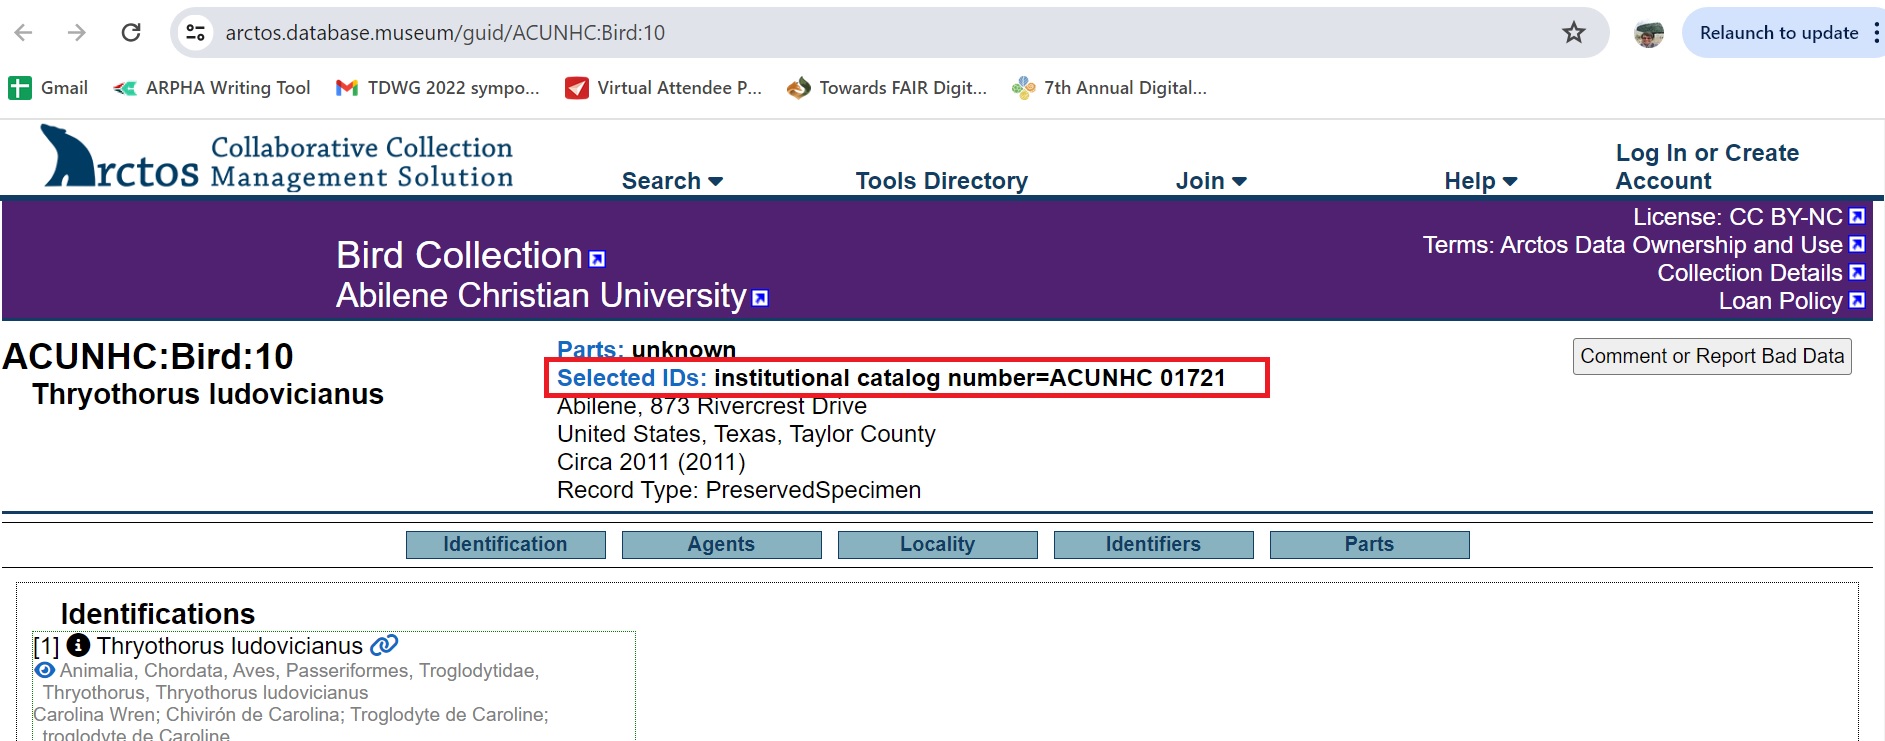 arctos.database.museum/guid/ACUNHC:Bird:10
Relaunch to update
Gmail
ARPHA Writing Tool
TDWG 2022 sympo...
Virtual Attendee P...
Towards FAIR Digit...
7th Annual Digital...
Arctos
Collaborative Collection
Management Solution
Search
Tools Directory
Join
Help
Log In or Create
Account
Bird Collection
Abilene Christian University
License: CC BY-NC
Terms: Arctos Data Ownership and Use
Collection Details
Loan Policy
ACUNHC:Bird:10
Thryothorus ludovicianus
Parts: unknown
Selected IDs: institutional catalog number=ACUNHC 01721
Abilene, 873 Rivercrest Drive
United States, Texas, Taylor County
Circa 2011 (2011)
Record Type: PreservedSpecimen
Comment or Report Bad Data
Identification
Agents
Locality
Identifiers
Parts
Identifications
[1] Thryothorus ludovicianus
Animalia, Chordata, Aves, Passeriformes, Troglodytidae,
Thryothorus, Thryothorus ludovicianus
Carolina Wren; Chivirón de Carolina; Troglodyte de Caroline;
troglodyte de Caroline